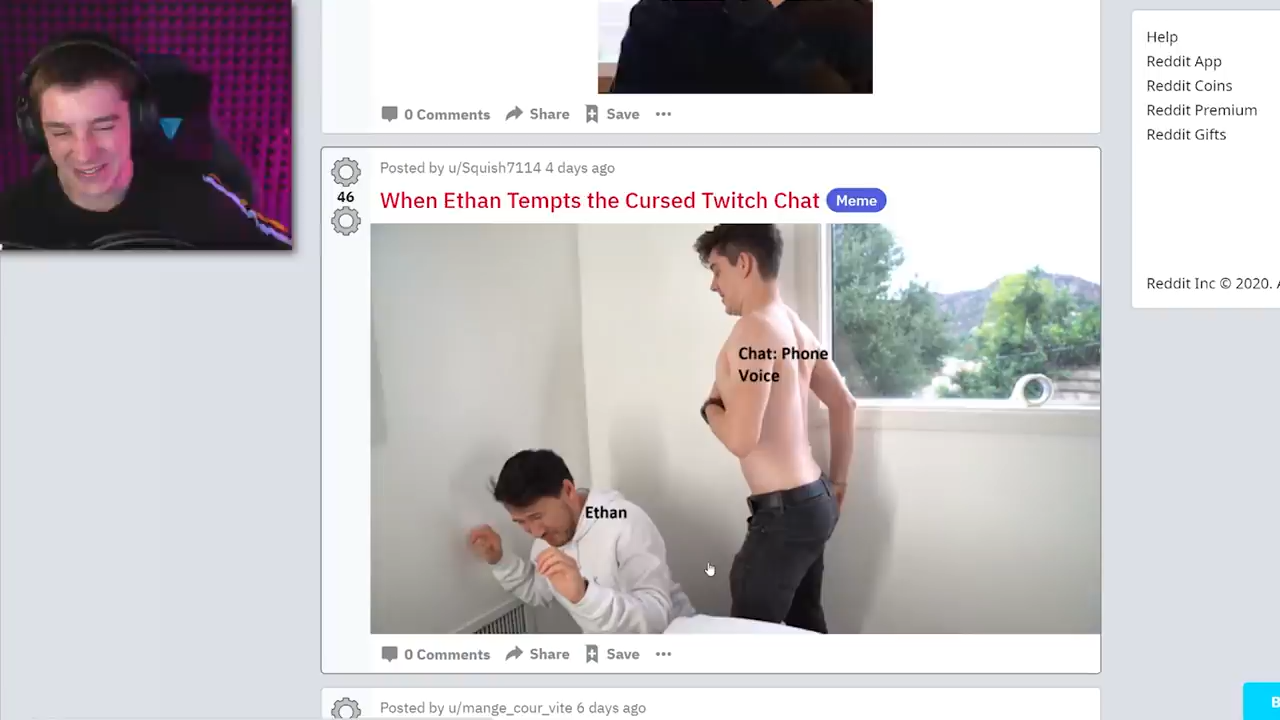 0 Comments Share Save
Posted by u/Squish7114 4 days ago
46
When Ethan Tempts the Cursed Twitch Chat Meme
Chat: Phone
Voice
Ethan
0 Comments Share Save
Posted by u/mange_cour_vite 6 days ago
Help
Reddit App
Reddit Coins
Reddit Premium
Reddit Gifts
Reddit Inc © 2020. A
B